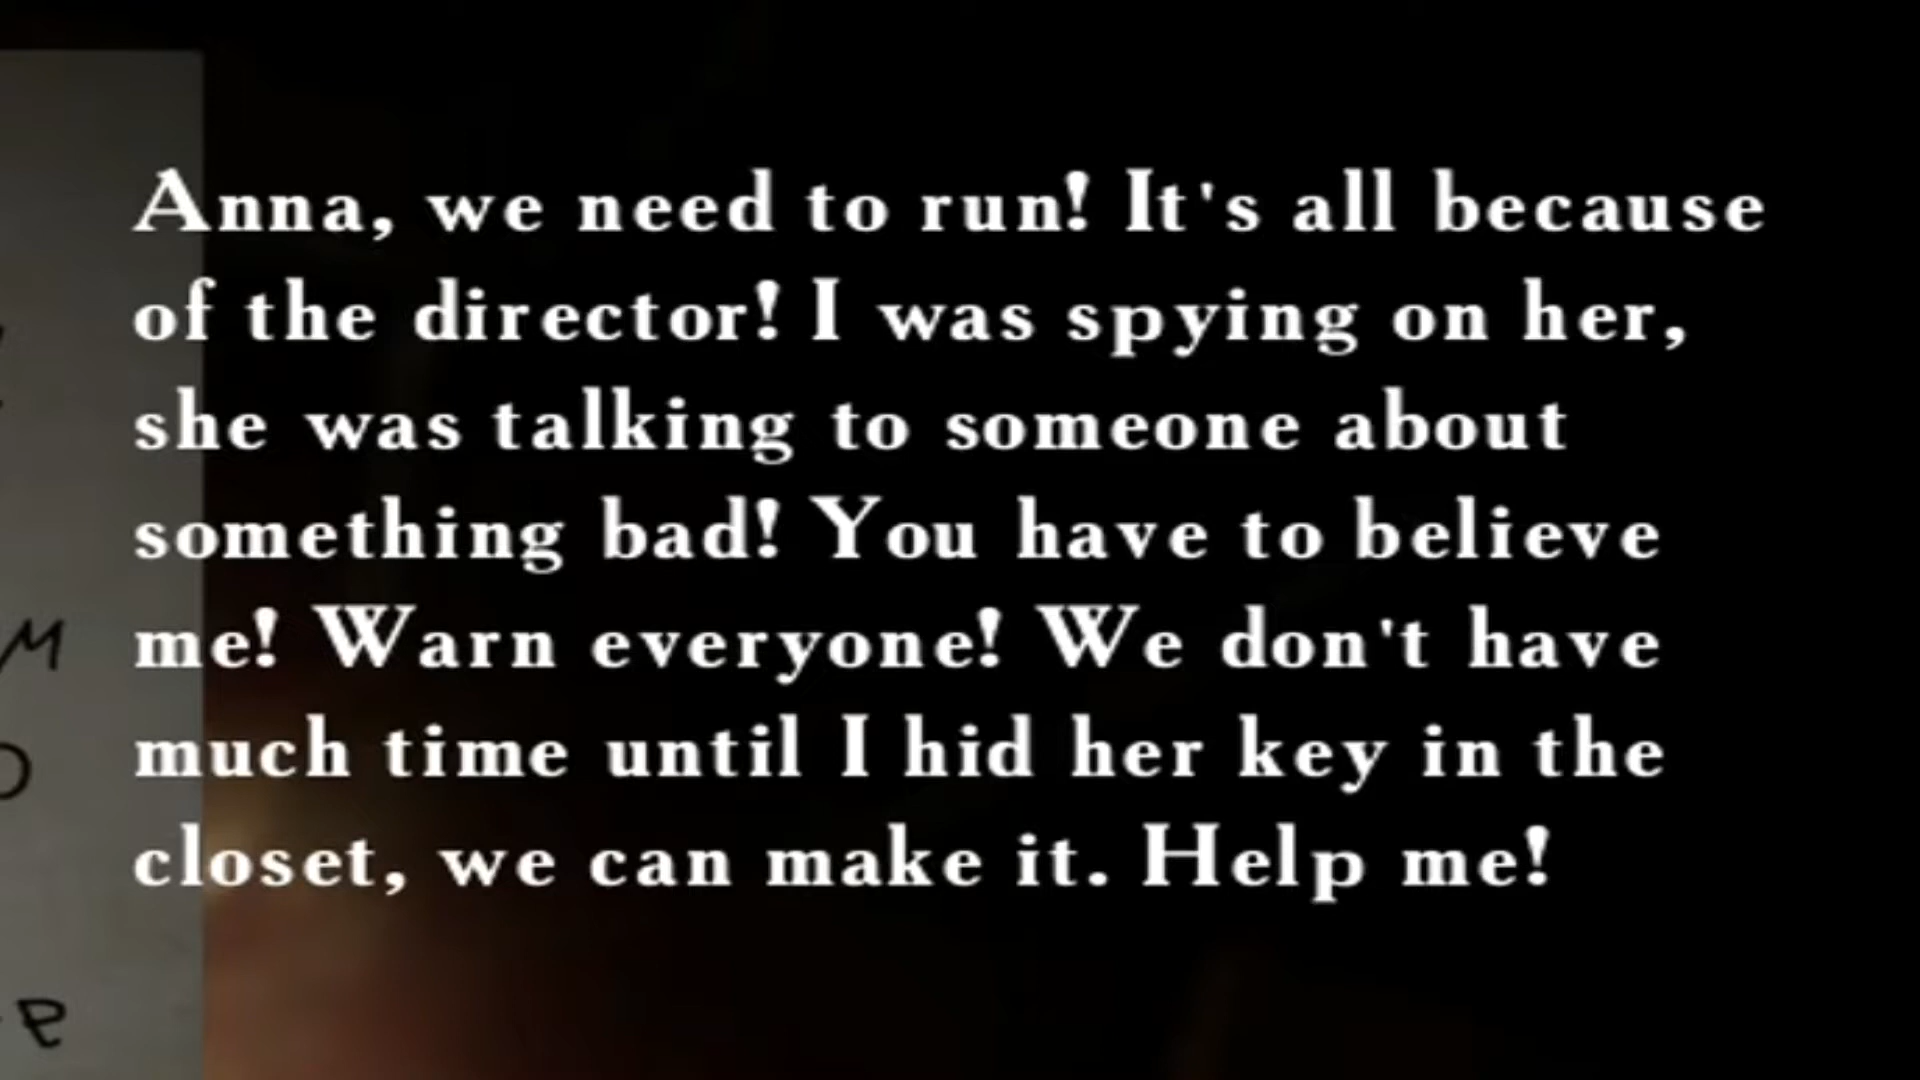 Anna, we need to run! It's all because
of the director! I was spying on her,
she was talking to someone about
something bad! You have to believe
me! Warn everyone! We don't have
much time until I hid her key in the
closet, we can make it. Help me!